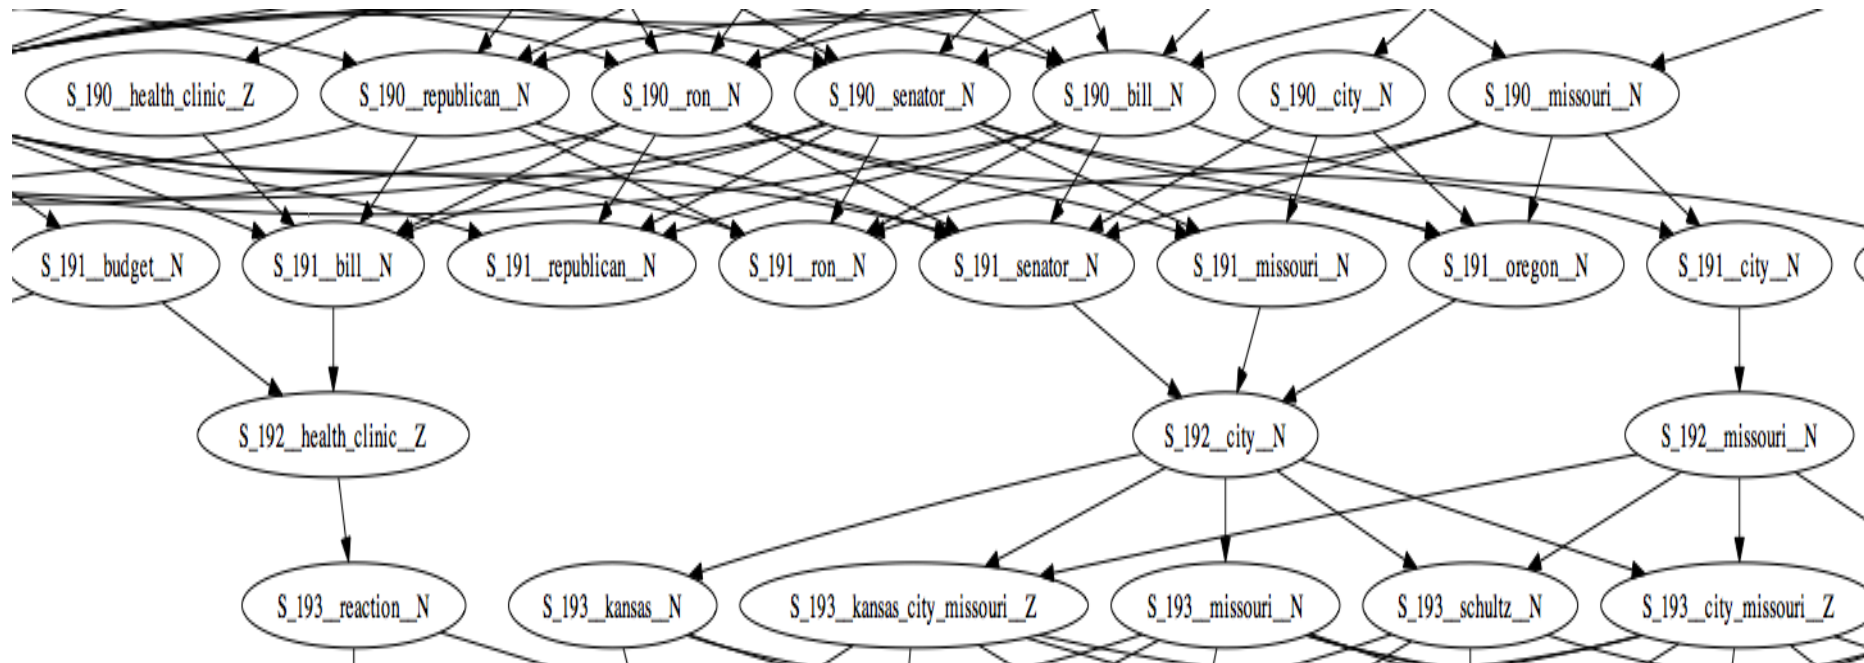 S_190__health_clinic__Z S_190__republican__N S_190__ron__N S_190__senator__N S_190__bill__N S_190__city__N S_190__missouri__N
S_191__budget__N S_191__bill__N S_191__republican__N S_191__ron__N S_191__senator__N S_191__missouri__N S_191__oregon__N S_191__city__N
S_192__health_clinic__Z S_192__city__N S_192__missouri__N
S_193__reaction__N S_193__kansas__N S_193__kansas_city_missouri__Z S_193__missouri__N S_193__schultz__N S_193__city_missouri__Z